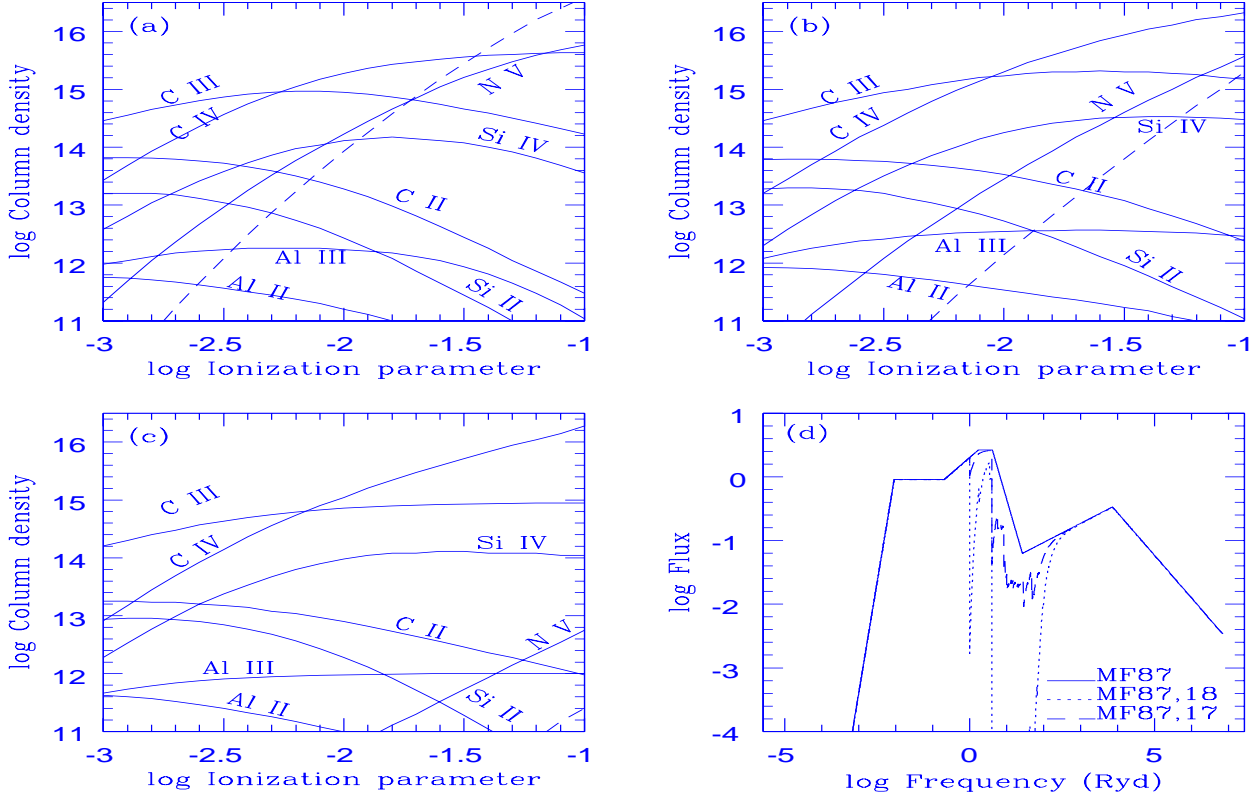 (a)
16
15
14
13
12
11
log Column density
C III
C IV
N V
Si IV
C II
Al III
Al II
Si II
-3 -2.5 -2 -1.5 -1
log Ionization parameter
(b)
16
15
14
13
12
11
log Column density
C III
C IV
N V
Si IV
C II
Al III
Si II
Al II
-3 -2.5 -2 -1.5 -1
log Ionization parameter
(c)
16
15
14
13
12
11
log Column density
C III
C IV
Si IV
C II
N V
Al III
Al II
Si II
-3 -2.5 -2 -1.5 -1
log Ionization parameter
(d)
1
0
-1
-2
-3
-4
log Flux
MF87
MF87,18
MF87,17
-5 0 5
log Frequency (Ryd)